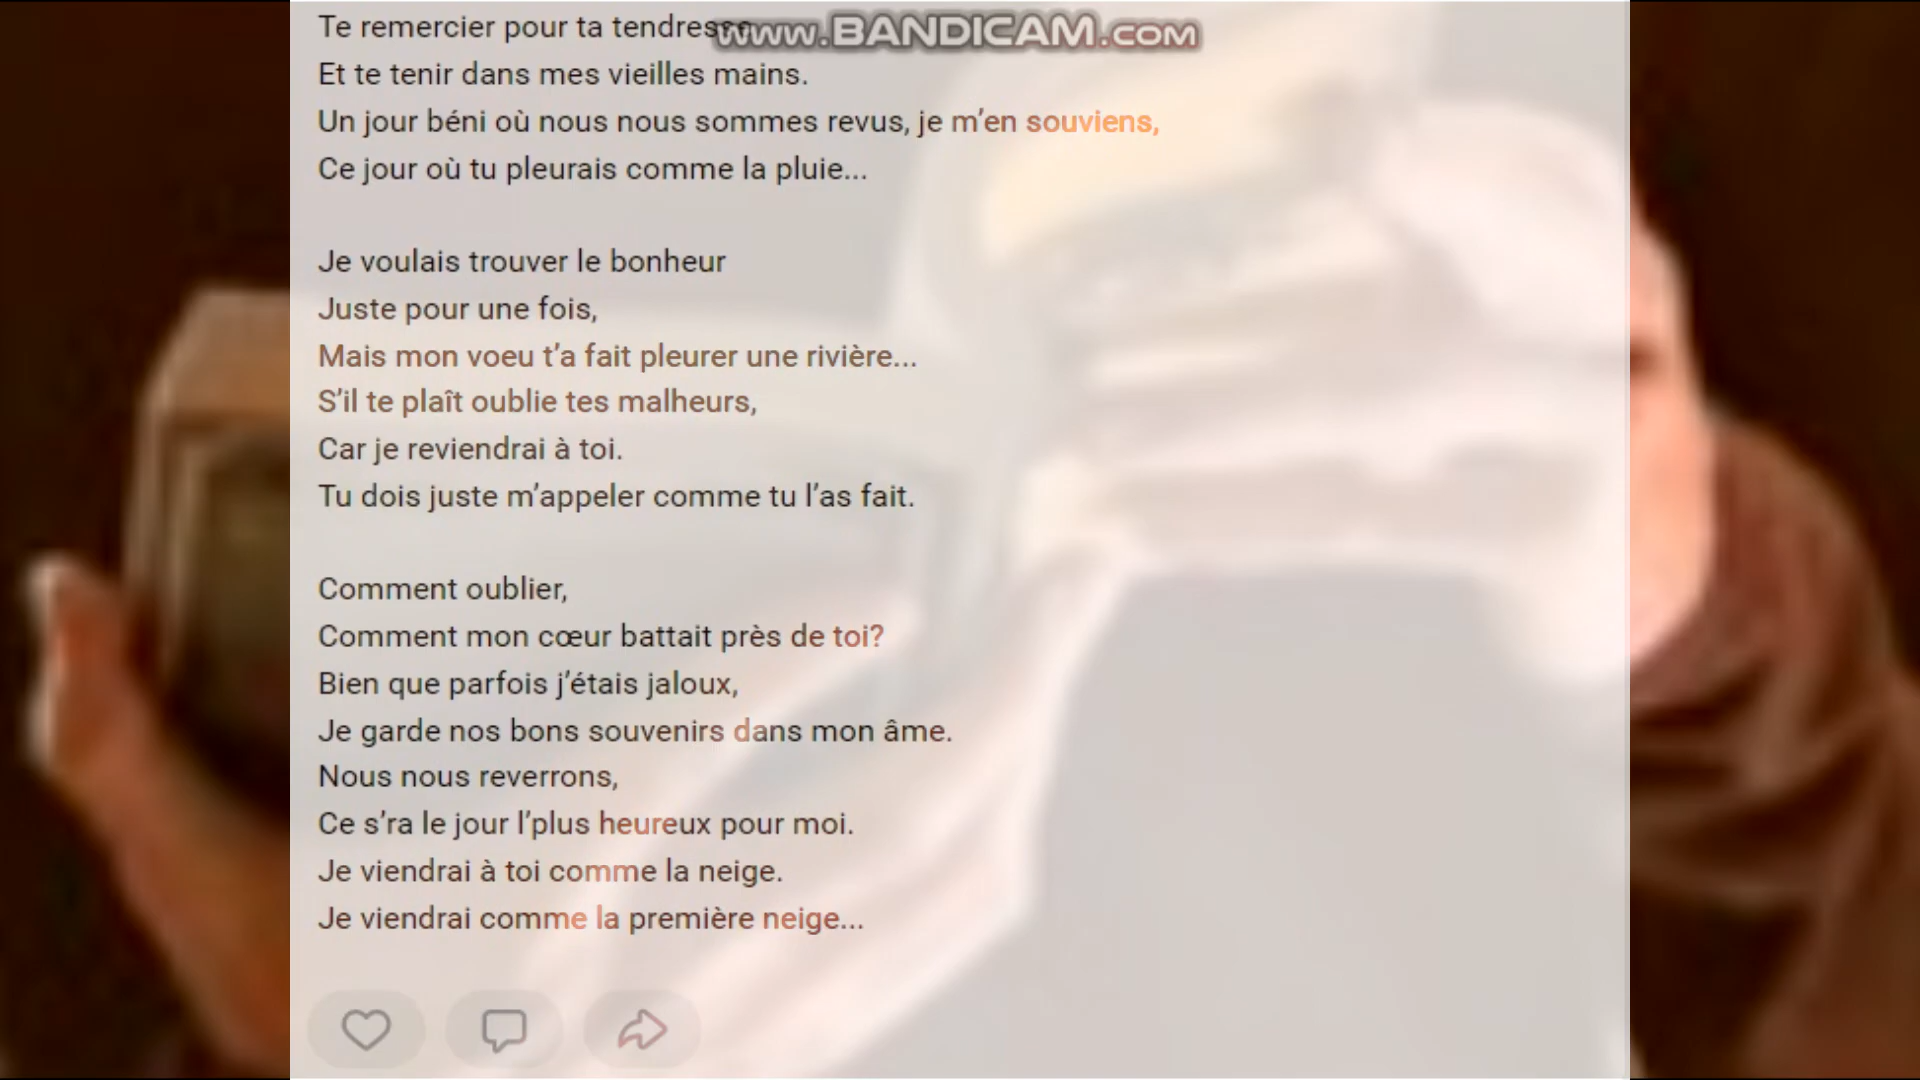 Te remercier pour ta tendresse
www.BANDICAM.com
Et te tenir dans mes vieilles mains.
Un jour béni où nous nous sommes revus, je m’en souviens,
Ce jour où tu pleurais comme la pluie...
Je voulais trouver le bonheur
Juste pour une fois,
Mais mon voeu t’a fait pleurer une rivière...
S’il te plaît oublie tes malheurs,
Car je reviendrai à toi.
Tu dois juste m’appeler comme tu l’as fait.
Comment oublier,
Comment mon cœur battait près de toi?
Bien que parfois j’étais jaloux,
Je garde nos bons souvenirs dans mon âme.
Nous nous reverrons,
Ce s’ra le jour l’plus heureux pour moi.
Je viendrai à toi comme la neige.
Je viendrai comme la première neige...